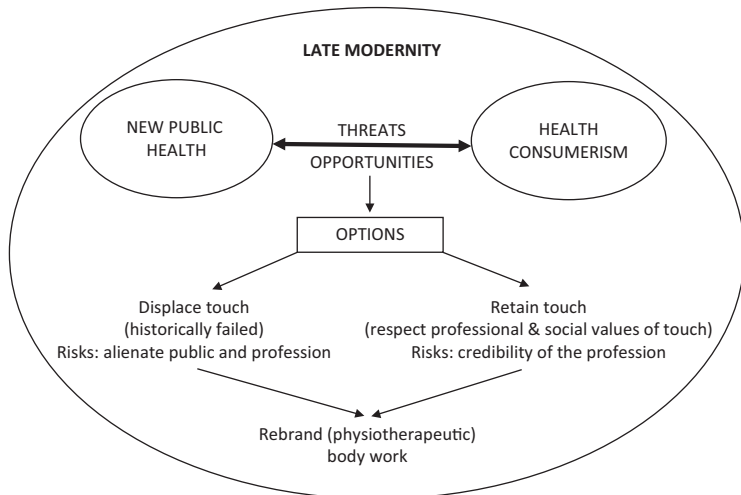 LATE MODERNITY
NEW PUBLIC
HEALTH
THREATS
OPPORTUNITIES
HEALTH
CONSUMERISM
OPTIONS
Displace touch
(historically failed)
Risks: alienate public and profession
Retain touch
(respect professional & social values of touch)
Risks: credibility of the profession
Rebrand (physiotherapeutic)
body work